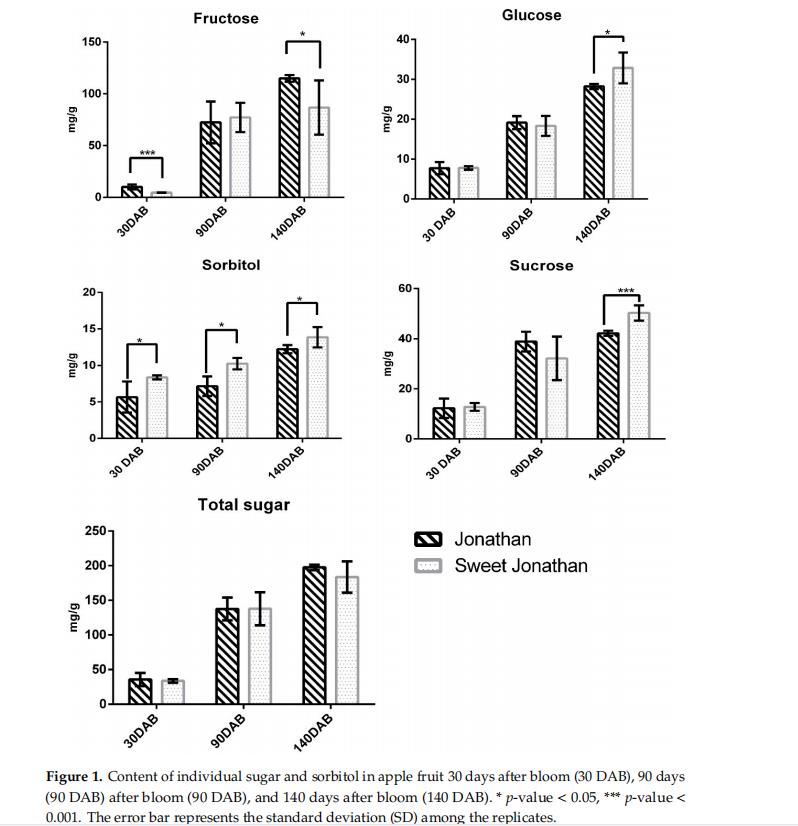 Fructose
150
100
50
0
mg/g
***
*
30DAB
90DAB
140DAB
Glucose
40
30
20
10
0
mg/g
*
30 DAB
90DAB
140DAB
Sorbitol
20
15
10
5
0
mg/g
*
*
*
30 DAB
90DAB
140DAB
Sucrose
60
40
20
0
mg/g
***
30 DAB
90DAB
140DAB
Total sugar
250
200
150
100
50
0
mg/g
30DAB
90DAB
140DAB
Jonathan
Sweet Jonathan
Figure 1. Content of individual sugar and sorbitol in apple fruit 30 days after bloom (30 DAB), 90 days
(90 DAB) after bloom (90 DAB), and 140 days after bloom (140 DAB). * p-value < 0.05, *** p-value <
0.001. The error bar represents the standard deviation (SD) among the replicates.